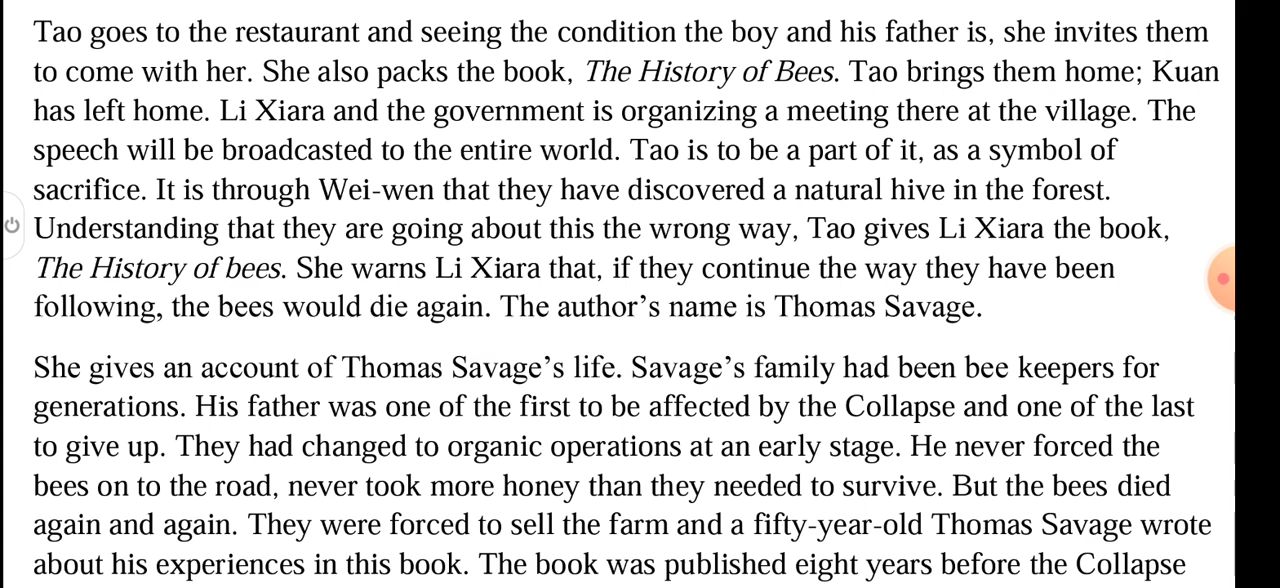 Tao goes to the restaurant and seeing the condition the boy and his father is, she invites them
to come with her. She also packs the book, The History of Bees. Tao brings them home; Kuan
has left home. Li Xiara and the government is organizing a meeting there at the village. The
speech will be broadcasted to the entire world. Tao is to be a part of it, as a symbol of
sacrifice. It is through Wei-wen that they have discovered a natural hive in the forest.
Understanding that they are going about this the wrong way, Tao gives Li Xiara the book,
The History of bees. She warns Li Xiara that, if they continue the way they have been
following, the bees would die again. The author’s name is Thomas Savage.
She gives an account of Thomas Savage’s life. Savage’s family had been bee keepers for
generations. His father was one of the first to be affected by the Collapse and one of the last
to give up. They had changed to organic operations at an early stage. He never forced the
bees on to the road, never took more honey than they needed to survive. But the bees died
again and again. They were forced to sell the farm and a fifty-year-old Thomas Savage wrote
about his experiences in this book. The book was published eight years before the Collapse